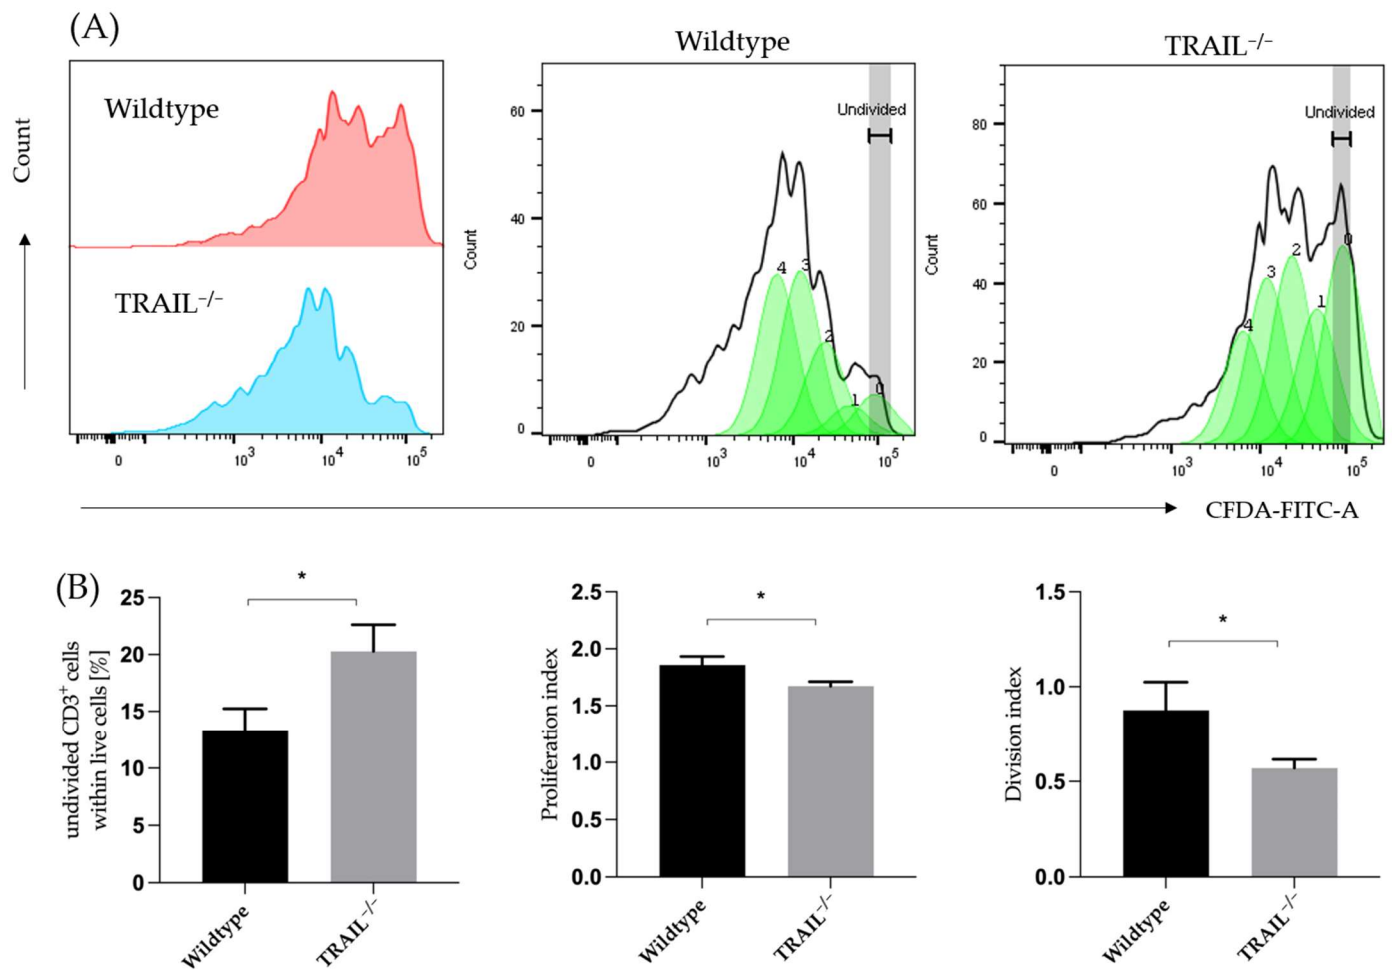 (A)
Count
Wildtype
TRAIL−/−
0 10³ 10⁴ 10⁵
Wildtype
Undivided
Count
60
40
20
0
4 3 2 1 0
0 10³ 10⁴ 10⁵
TRAIL−/−
Undivided
Count
80
60
40
20
0
4 3 2 1 0
0 10³ 10⁴ 10⁵
CFDA-FITC-A
(B)
undivided CD3⁺ cells
within live cells [%]
25
20
15
10
5
0
*
Wildtype
TRAIL−/−
Proliferation index
2.5
2.0
1.5
1.0
0.5
0.0
*
Wildtype
TRAIL−/−
Division index
1.5
1.0
0.5
0.0
*
Wildtype
TRAIL−/−